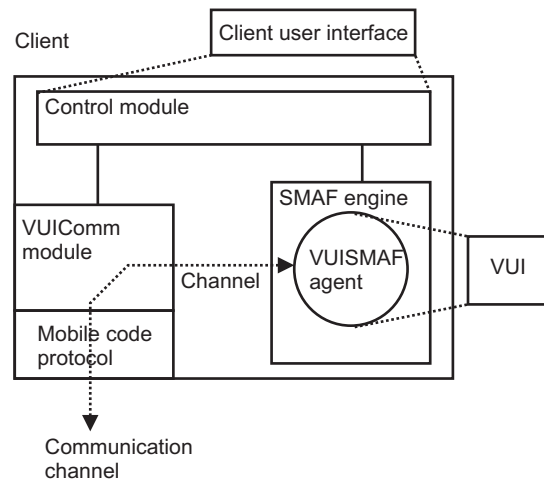 Client
Client user interface
Control module
VUIComm
module
SMAF engine
VUISMAF
agent
VUI
Channel
Mobile code
protocol
Communication
channel